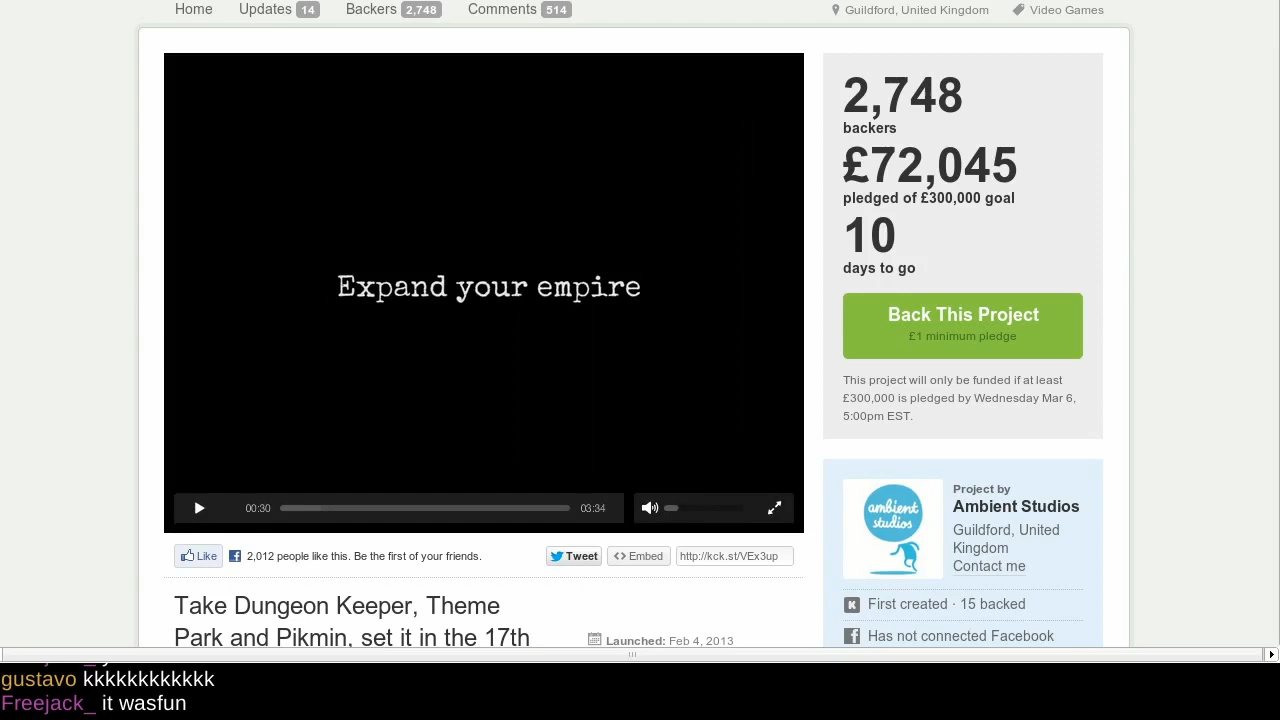 Home Updates 14 Backers 2,748 Comments 514 Guildford, United Kingdom Video Games
Expand your empire
00:30 03:34
Like 2,012 people like this. Be the first of your friends. Tweet Embed http://kck.st/VEx3up
Take Dungeon Keeper, Theme
Park and Pikmin, set it in the 17th
Launched: Feb 4, 2013
2,748
backers
£72,045
pledged of £300,000 goal
10
days to go
Back This Project
£1 minimum pledge
This project will only be funded if at least
£300,000 is pledged by Wednesday Mar 6,
5:00pm EST.
ambient
studios
Project by
Ambient Studios
Guildford, United
Kingdom
Contact me
First created · 15 backed
Has not connected Facebook
gustavo kkkkkkkkkkkk
Freejack_ it wasfun